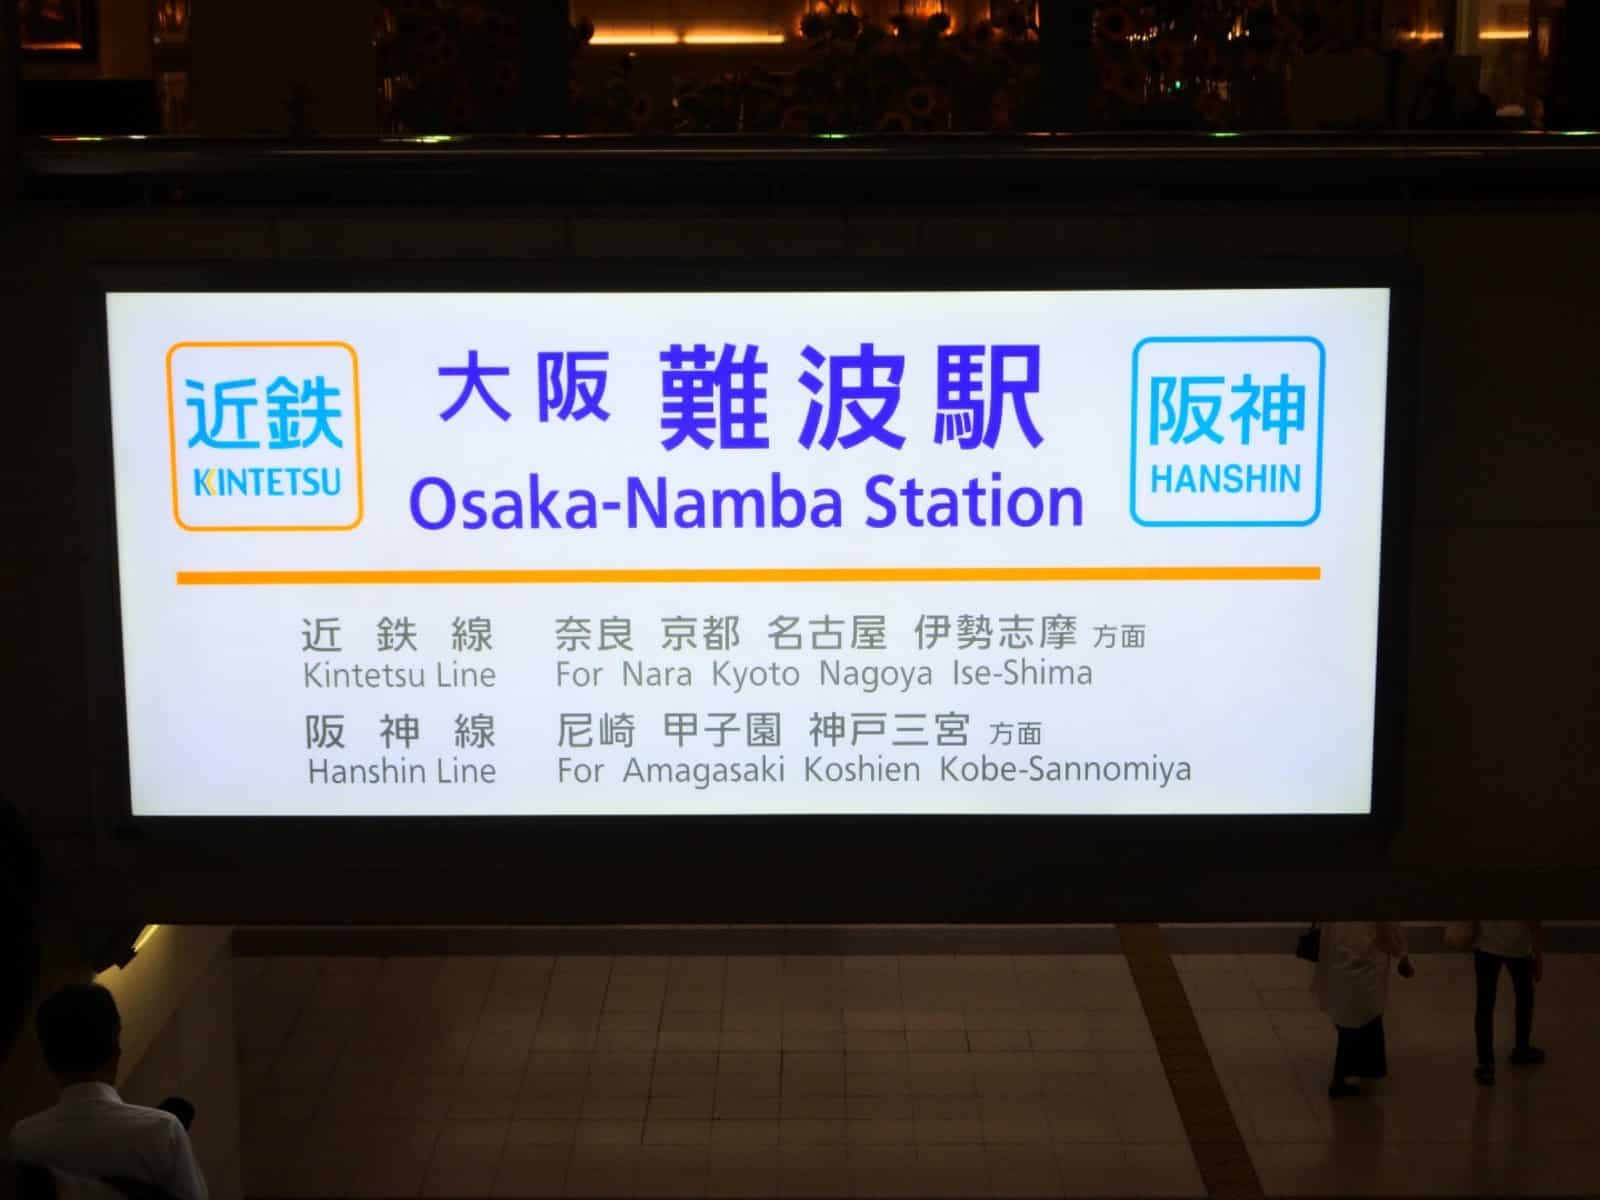 近鉄
KINTETSU
大阪 難波駅
Osaka-Namba Station
阪神
HANSHIN
近鉄線 奈良 京都 名古屋 伊勢志摩 方面
Kintetsu Line For Nara Kyoto Nagoya Ise-Shima
阪神線 尼崎 甲子園 神戸三宮 方面
Hanshin Line For Amagasaki Koshien Kobe-Sannomiya